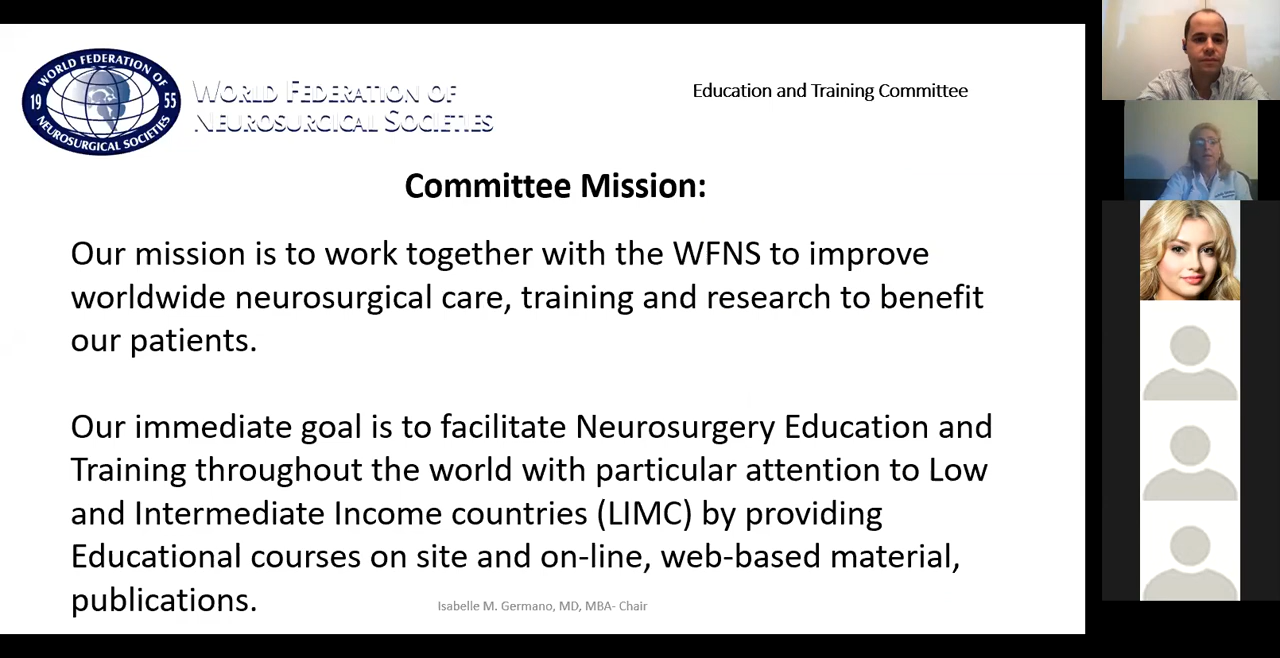 WORLD FEDERATION OF
19 55
NEUROSURGICAL SOCIETIES
WORLD FEDERATION OF
NEUROSURGICAL SOCIETIES
Education and Training Committee
Committee Mission:
Our mission is to work together with the WFNS to improve
worldwide neurosurgical care, training and research to benefit
our patients.
Our immediate goal is to facilitate Neurosurgery Education and
Training throughout the world with particular attention to Low
and Intermediate Income countries (LIMC) by providing
Educational courses on site and on-line, web-based material,
publications.
Isabelle M. Germano, MD, MBA- Chair